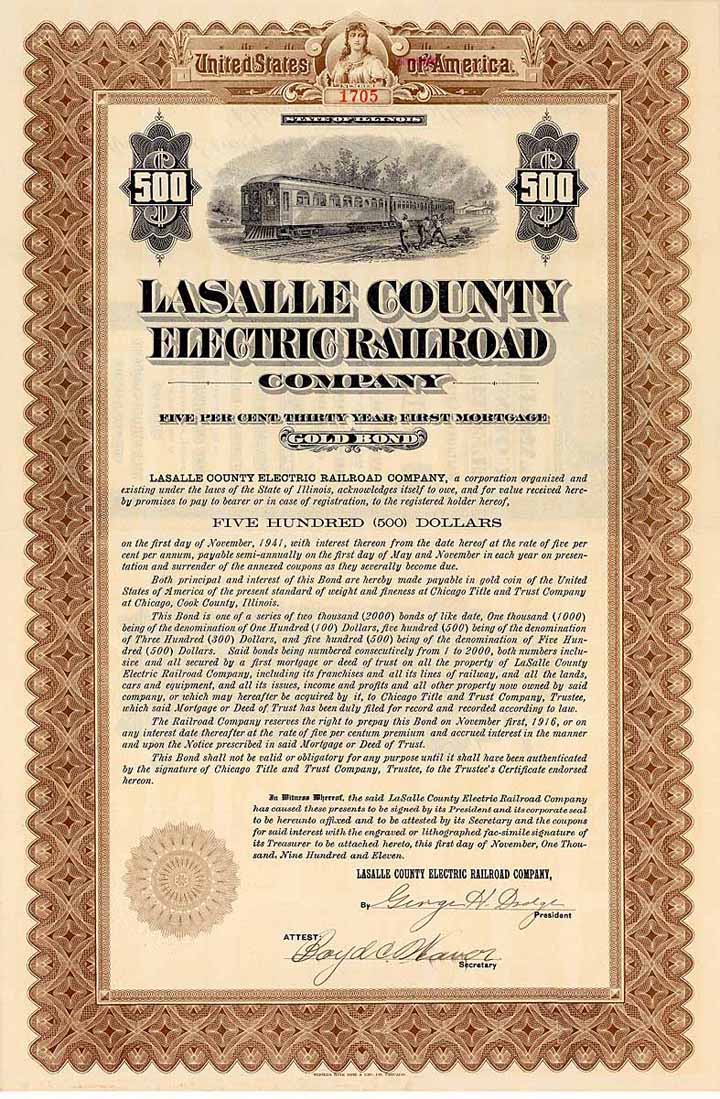 United States of America.
1705
STATE OF ILLINOIS
500 500
LASALLE COUNTY
ELECTRIC RAILROAD
COMPANY
FIVE PER CENT. THIRTY YEAR FIRST MORTGAGE
GOLD BOND
LASALLE COUNTY ELECTRIC RAILROAD COMPANY, a corporation organized and
existing under the laws of the State of Illinois, acknowledges itself to owe, and for value received here-
by promises to pay to bearer or in case of registration, to the registered holder hereof,
FIVE HUNDRED (500) DOLLARS
on the first day of November, 1941, with interest thereon from the date hereof at the rate of five per
cent per annum, payable semi-annually on the first day of May and November in each year on presen-
tation and surrender of the annexed coupons as they severally become due.
Both principal and interest of this Bond are hereby made payable in gold coin of the United
States of America of the present standard of weight and fineness at Chicago Title and Trust Company
at Chicago, Cook County, Illinois.
This Bond is one of a series of two thousand (2000) bonds of like date, One thousand (1000)
being of the denomination of One Hundred (100) Dollars, five hundred (500) being of the denomination
of Three Hundred (300) Dollars, and five hundred (500) being of the denomination of Five Hun-
dred (500) Dollars. Said bonds being numbered consecutively from 1 to 2000, both numbers inclu-
sive and all secured by a first mortgage or deed of trust on all the property of LaSalle County
Electric Railroad Company, including its franchises and all its lines of railway, and all the lands,
cars and equipment, and all its issues, income and profits and all other property now owned by said
company, or which may hereafter be acquired by it, to Chicago Title and Trust Company, Trustee,
which said Mortgage or Deed of Trust has been duly filed for record and recorded according to law.
The Railroad Company reserves the right to prepay this Bond on November first, 1916, or on
any interest date thereafter at the rate of five per centum premium and accrued interest in the manner
and upon the Notice prescribed in said Mortgage or Deed of Trust.
This Bond shall not be valid or obligatory for any purpose until it shall have been authenticated
by the signature of Chicago Title and Trust Company, Trustee, to the Trustee's Certificate endorsed
hereon.
In Witness Whereof, the said LaSalle County Electric Railroad Company
has caused these presents to be signed by its President and its corporate seal
to be hereunto affixed and to be attested by its Secretary and the coupons
for said interest with the engraved or lithographed fac-simile signature of
its Treasurer to be attached hereto, this first day of November, One Thou-
sand, Nine Hundred and Eleven.
LASALLE COUNTY ELECTRIC RAILROAD COMPANY,
By George H. Dodge
President
ATTEST:
Boyd C.
Secretary